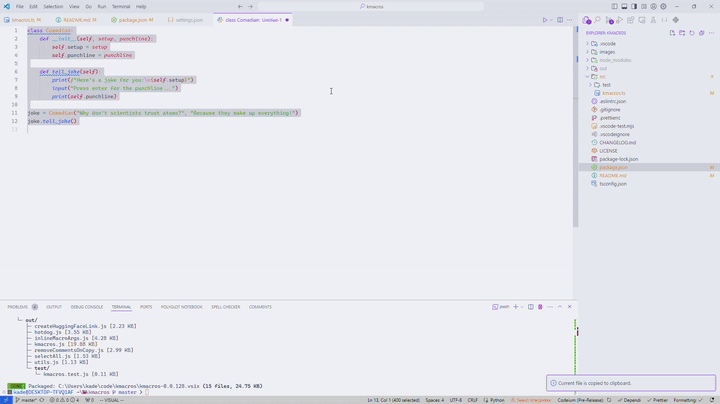 File Edit Selection View Go Run Terminal Help
kmacros
kmacros.ts M
README.md M
package.json M
settings.json
class Comedian: Untitled-1
1 class Comedian:
2 def __init__(self, setup, punchline):
3 self.setup = setup
4 self.punchline = punchline
5
6 def tell_joke(self):
7 print(f"Here's a joke for you:\n{self.setup}")
8 input("Press enter for the punchline...")
9 print(self.punchline)
10
11 joke = Comedian("Why don't scientists trust atoms?", "Because they make up everything!")
12 joke.tell_joke()
13
EXPLORER: KMACROS
.vscode
images
node_modules
out
src
test
kmacros.ts M
.eslintrc.json
.gitignore
.prettierrc
.vscode-test.mjs
.vscodeignore
CHANGELOG.md
LICENSE
package-lock.json
package.json M
README.md M
tsconfig.json
PROBLEMS OUTPUT DEBUG CONSOLE TERMINAL PORTS POLYGLOT NOTEBOOK SPELL CHECKER COMMENTS
out/
createHuggingFaceLink.js [2.23 KB]
hotdog.js [3.55 KB]
inlineMacroArgs.js [4.28 KB]
kmacros.js [19.88 KB]
removeCommentsOnCopy.js [2.99 KB]
selectAll.js [1.53 KB]
utils.js [1.13 KB]
test/
kmacros.test.js [0.11 KB]
DONE Packaged: C:\Users\kade\code\kmacros\kmacros-0.0.128.vsix (15 files, 24.75 KB)
kade@DESKTOP-TFVQ1AF kmacros master
Current file is copied to clipboard.
master* -- VISUAL -- Ln 13, Col 1 (400 selected) Spaces: 4 UTF-8 CRLF Python Select Interpreter Codeium: (Pre-Release) Depend Prettier Formatting: